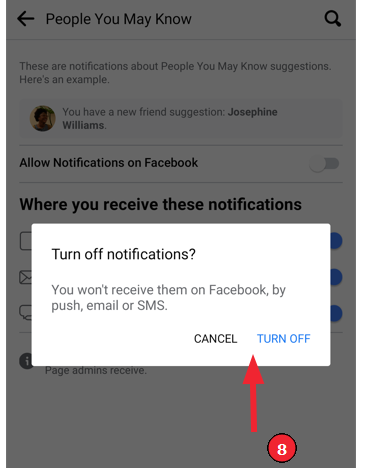 People You May Know
These are notifications about People You May Know suggestions.
Here's an example.
You have a new friend suggestion: Josephine
Williams.
Allow Notifications on Facebook
Where you receive these notifications
Turn off notifications?
You won't receive them on Facebook, by
push, email or SMS.
CANCEL TURN OFF
Page admins receive.
8